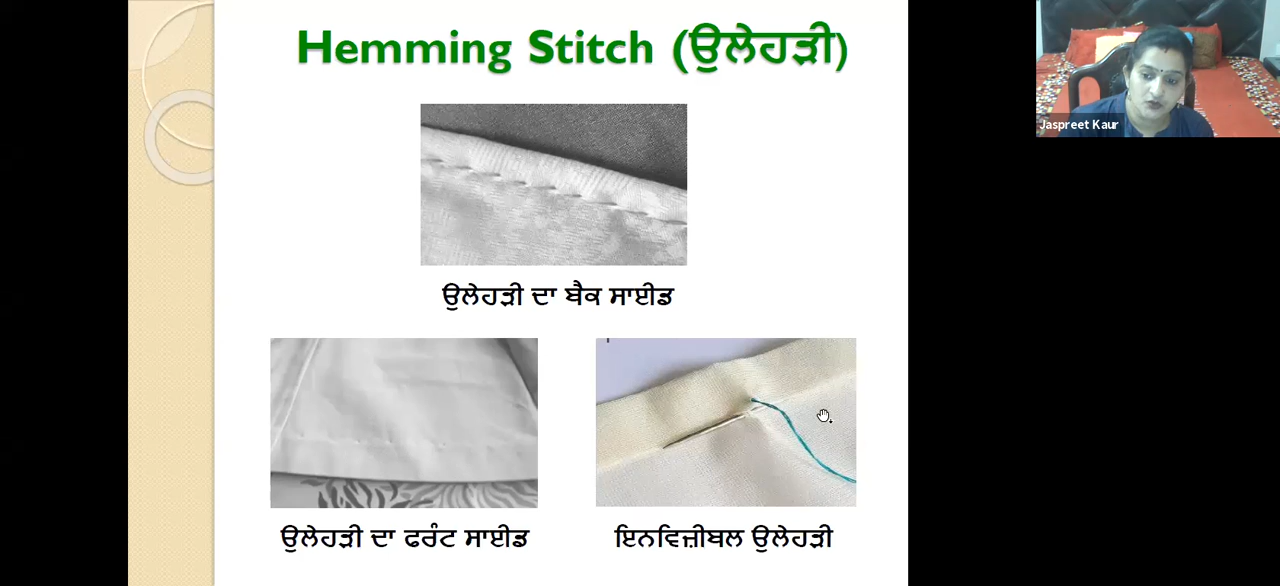 Hemming Stitch (ਉਲੇਹੜੀ)
Jaspreet Kaur
ਉਲੇਹੜੀ ਦਾ ਬੈਕ ਸਾਈਡ
ਉਲੇਹੜੀ ਦਾ ਫਰੰਟ ਸਾਈਡ
ਇਨਵਿਜ਼ੀਬਲ ਉਲੇਹੜੀ